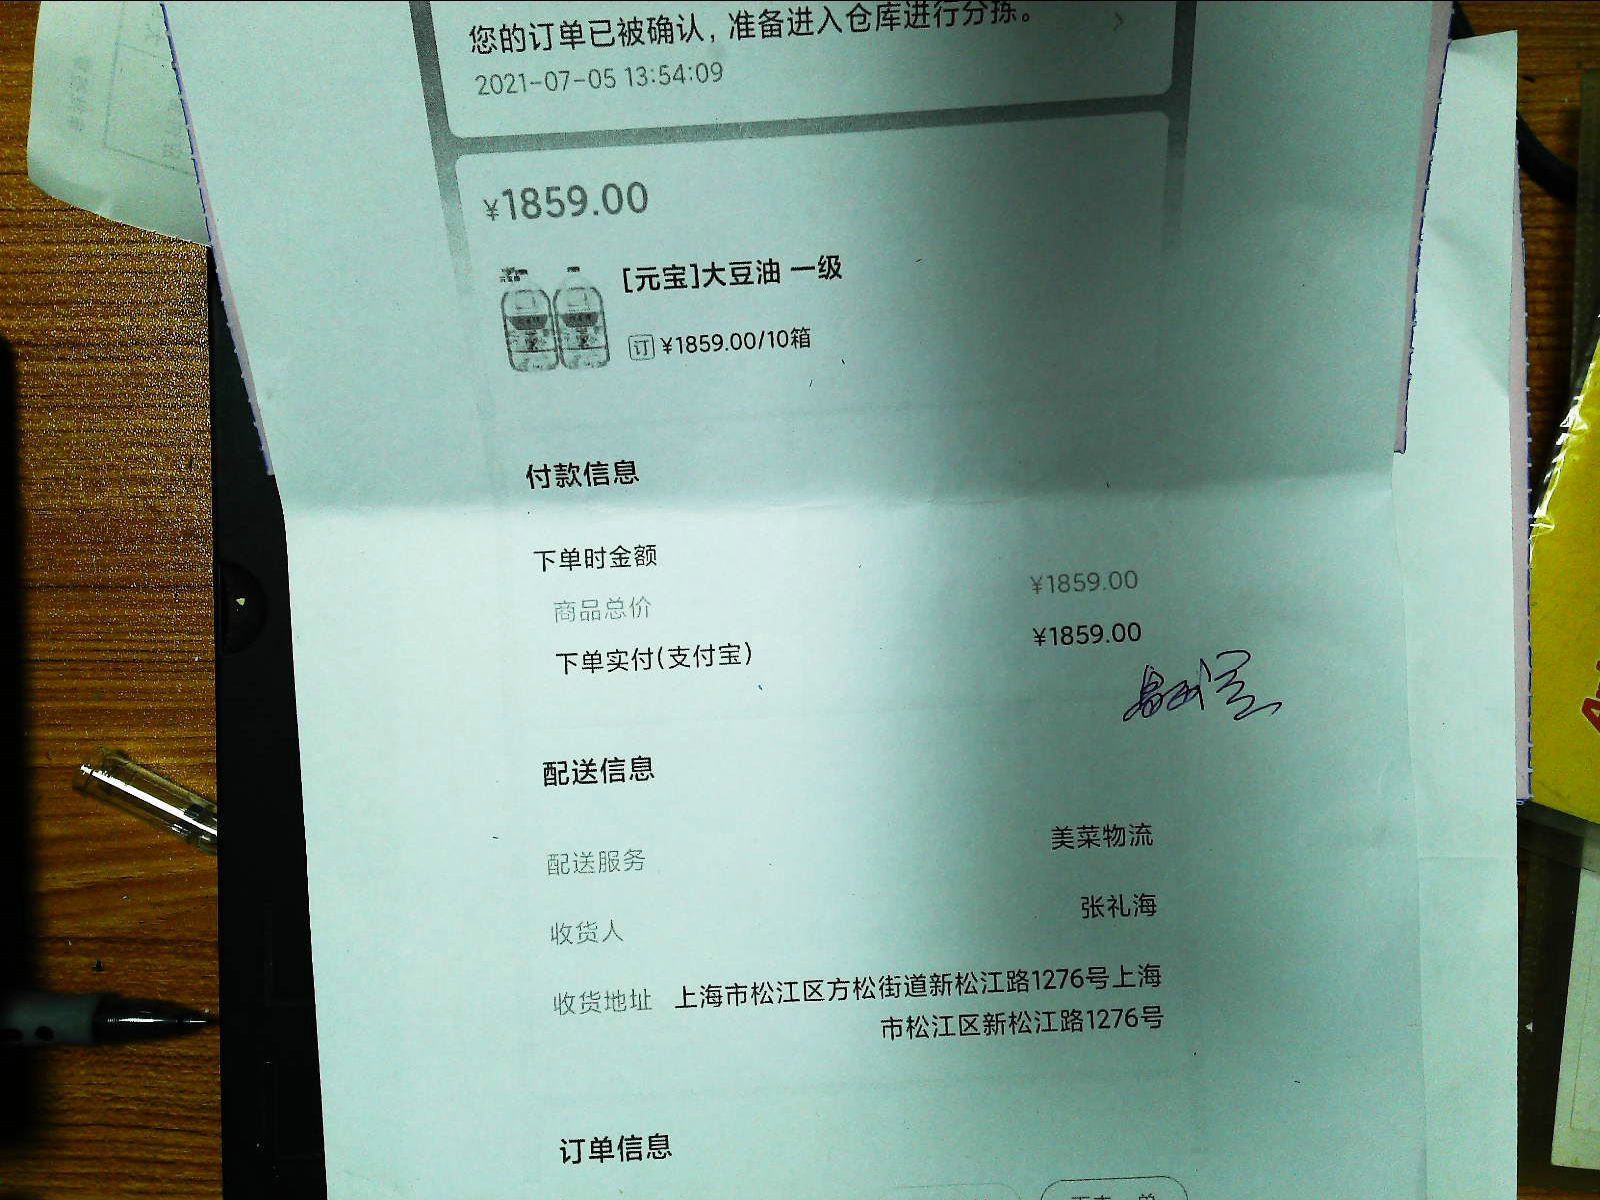 您的订单已被确认，准备进入仓库进行分拣。
2021-07-05 13:54:09
¥1859.00
[元宝]大豆油 一级
订 ¥1859.00/10箱
付款信息
下单时金额
商品总价 ¥1859.00
下单实付(支付宝) ¥1859.00
配送信息
配送服务 美菜物流
收货人 张礼海
收货地址 上海市松江区方松街道新松江路1276号上海
市松江区新松江路1276号
订单信息